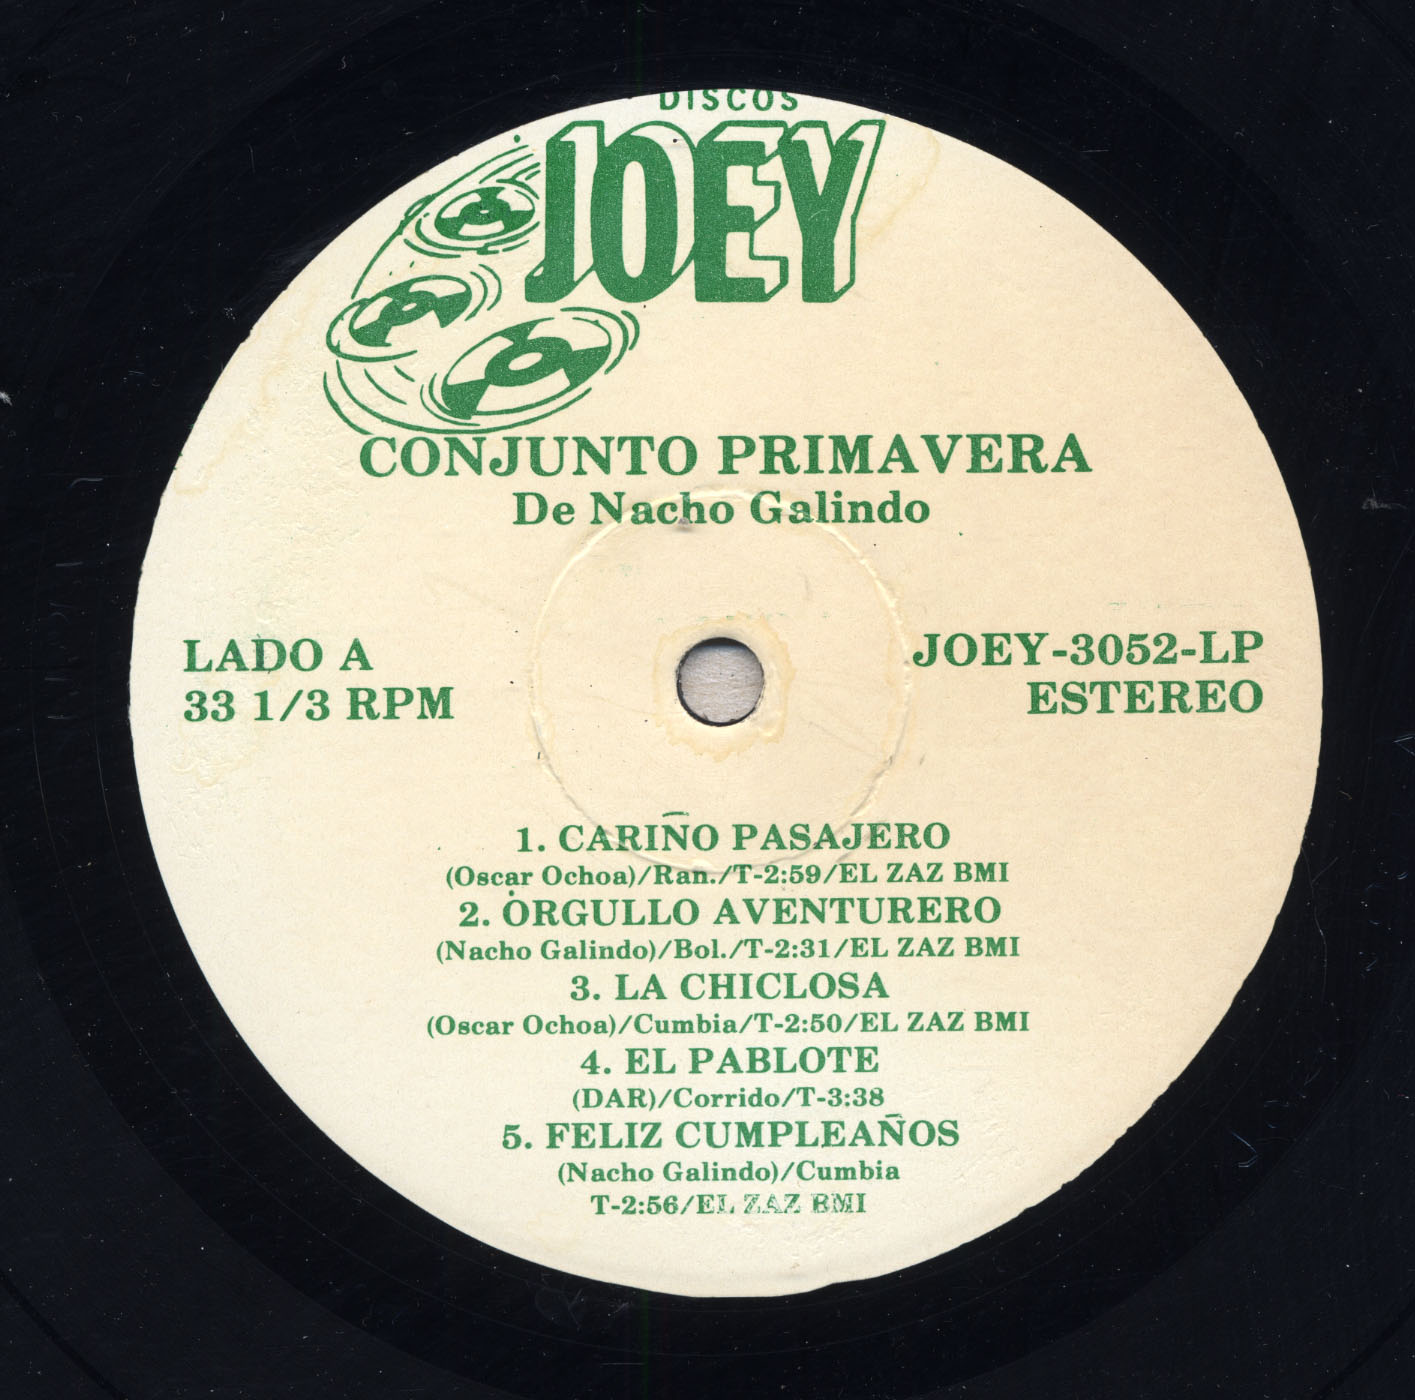 DISCOS
JOEY
CONJUNTO PRIMAVERA
De Nacho Galindo
LADO A
33 1/3 RPM
JOEY-3052-LP
ESTEREO
1. CARIÑO PASAJERO
(Oscar Ochoa)/Ran./T-2:59/EL ZAZ BMI
2. ORGULLO AVENTURERO
(Nacho Galindo)/Bol./T-2:31/EL ZAZ BMI
3. LA CHICLOSA
(Oscar Ochoa)/Cumbia/T-2:50/EL ZAZ BMI
4. EL PABLOTE
(DAR)/Corrido/T-3:38
5. FELIZ CUMPLEAÑOS
(Nacho Galindo)/Cumbia
T-2:56/EL ZAZ BMI